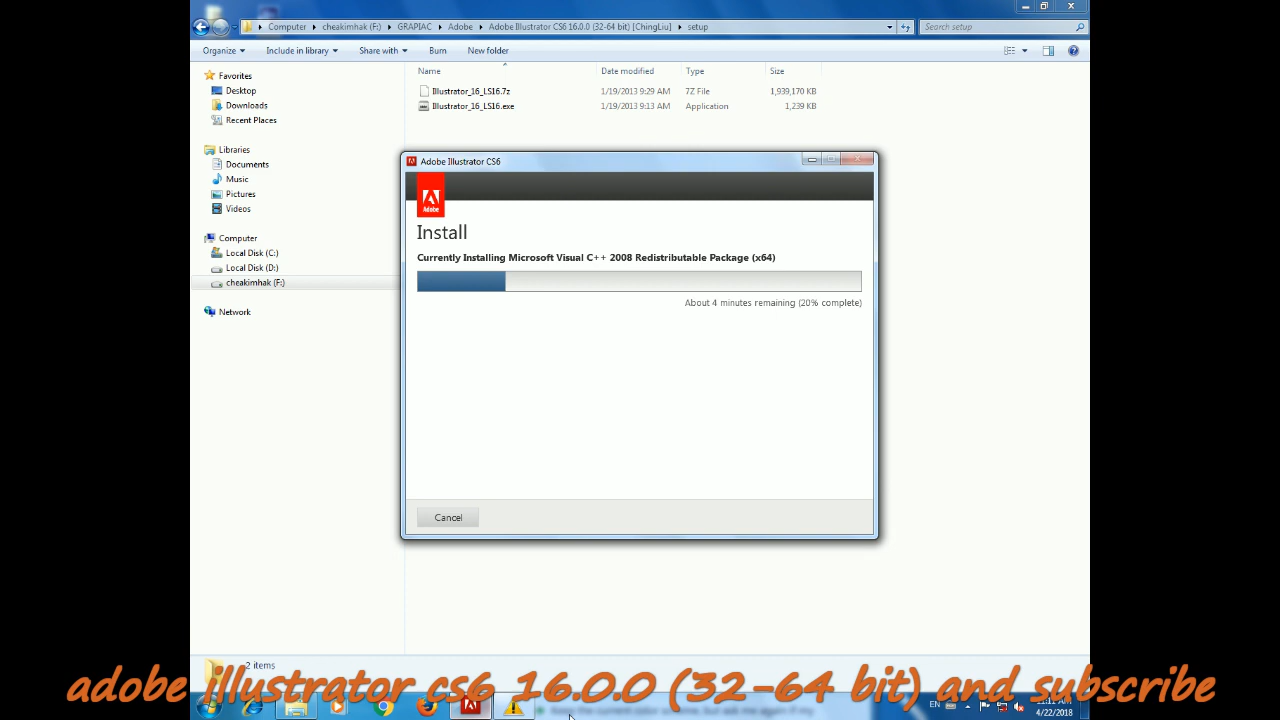 Computer ▸ cheakimhak (F:) ▸ GRAPIAC ▸ Adobe ▸ Adobe Illustrator CS6 16.0.0 (32-64 bit) [ChingLiu] ▸ setup
Search setup
Organize Include in library Share with Burn New folder
Favorites
Desktop
Downloads
Recent Places
Libraries
Documents
Music
Pictures
Videos
Computer
Local Disk (C:)
Local Disk (D:)
cheakimhak (F:)
Network
Name Date modified Type Size
Illustrator_16_LS16.7z 1/19/2013 9:29 AM 7Z File 1,939,170 KB
Illustrator_16_LS16.exe 1/19/2013 9:13 AM Application 1,239 KB
Adobe Illustrator CS6
Adobe
Install
Currently Installing Microsoft Visual C++ 2008 Redistributable Package (x64)
About 4 minutes remaining (20% complete)
Cancel
2 items
adobe illustrator cs6 16.0.0 (32-64 bit) and subscribe
EN
11:11 AM
4/22/2018